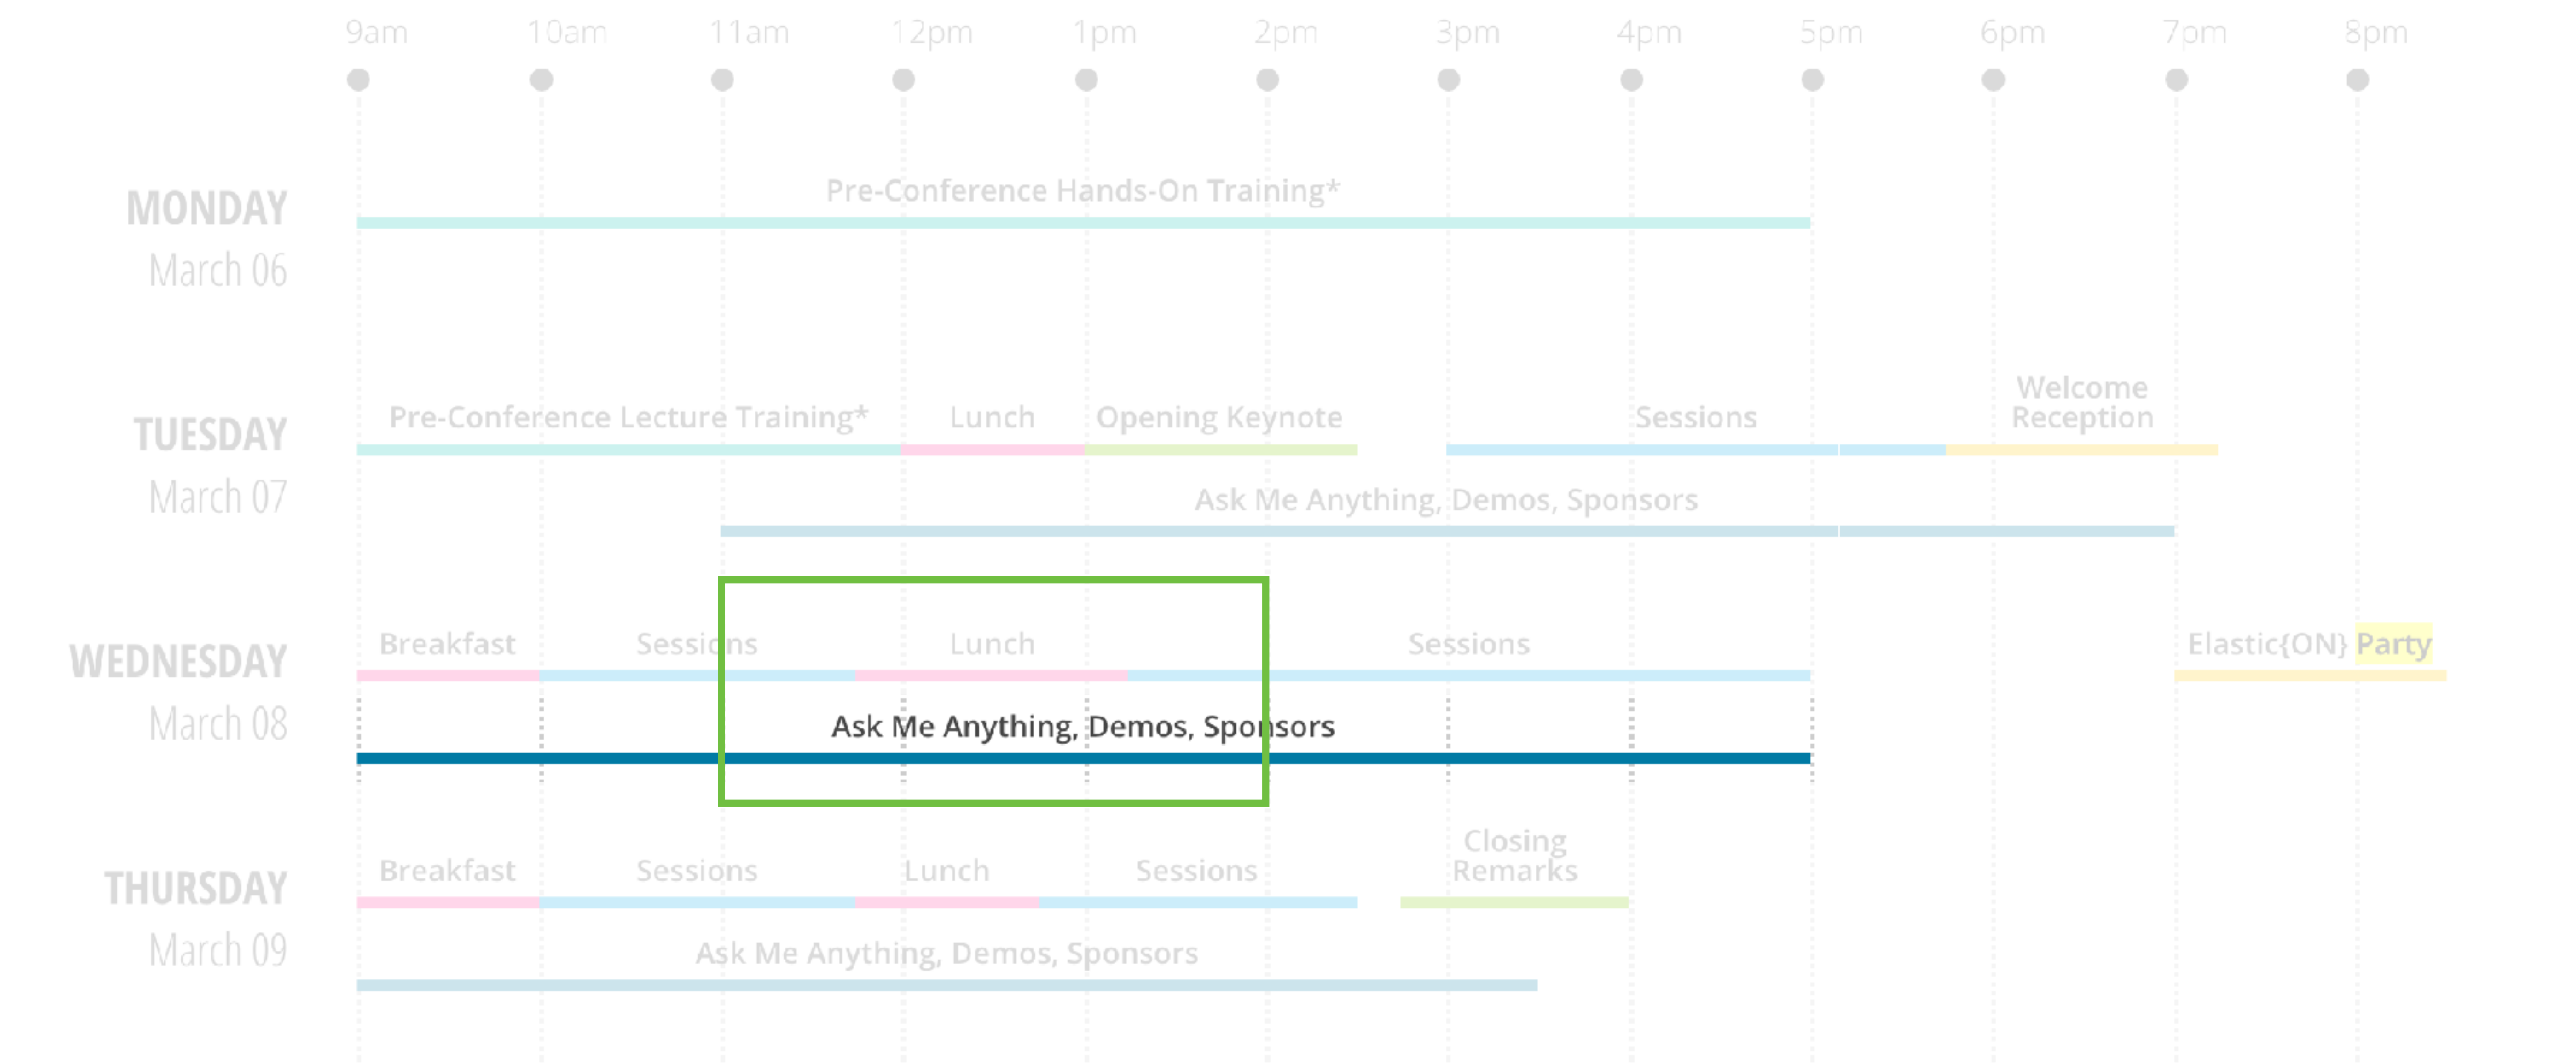 9am 10am 11am 12pm 1pm 2pm 3pm 4pm 5pm 6pm 7pm 8pm
MONDAY
March 06
Pre-Conference Hands-On Training*
TUESDAY
March 07
Pre-Conference Lecture Training* Lunch Opening Keynote Sessions Welcome
Reception
Ask Me Anything, Demos, Sponsors
WEDNESDAY
March 08
Breakfast Sessions Lunch Sessions Elastic{ON} Party
Ask Me Anything, Demos, Sponsors
THURSDAY
March 09
Breakfast Sessions Lunch Sessions Closing
Remarks
Ask Me Anything, Demos, Sponsors